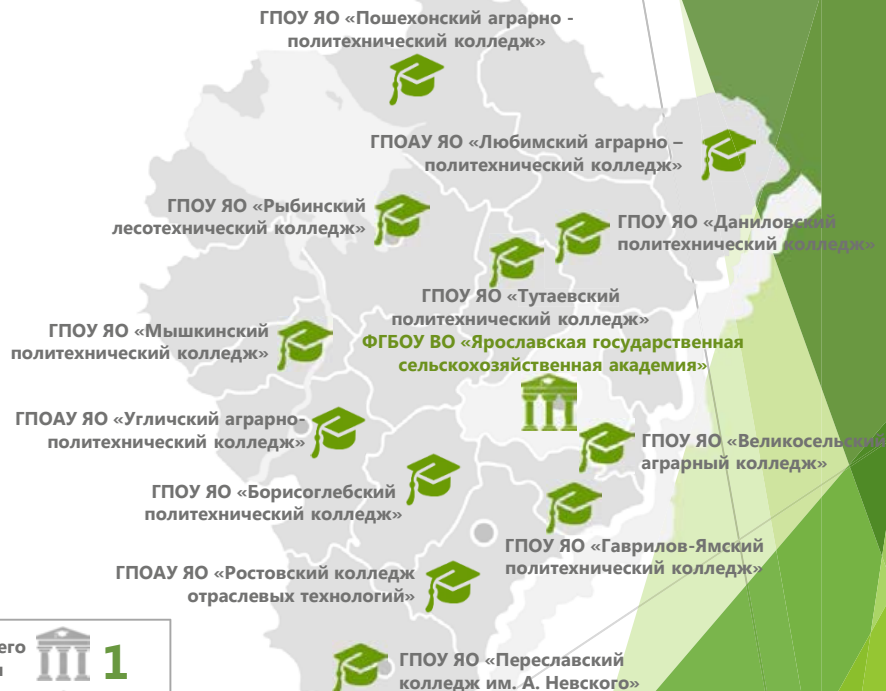 ГПОУ ЯО «Пошехонский аграрно -
политехнический колледж»
ГПОАУ ЯО «Любимский аграрно –
политехнический колледж»
ГПОУ ЯО «Рыбинский
лесотехнический колледж»
ГПОУ ЯО «Даниловский
политехнический колледж»
ГПОУ ЯО «Тутаевский
политехнический колледж»
ГПОУ ЯО «Мышкинский
политехнический колледж»
ФГБОУ ВО «Ярославская государственная
сельскохозяйственная академия»
ГПОАУ ЯО «Угличский аграрно-
политехнический колледж»
ГПОУ ЯО «Великосельский
аграрный колледж»
ГПОУ ЯО «Борисоглебский
политехнический колледж»
ГПОУ ЯО «Гаврилов-Ямский
политехнический колледж»
ГПОАУ ЯО «Ростовский колледж
отраслевых технологий»
ГПОУ ЯО «Переславский
колледж им. А. Невского»
1